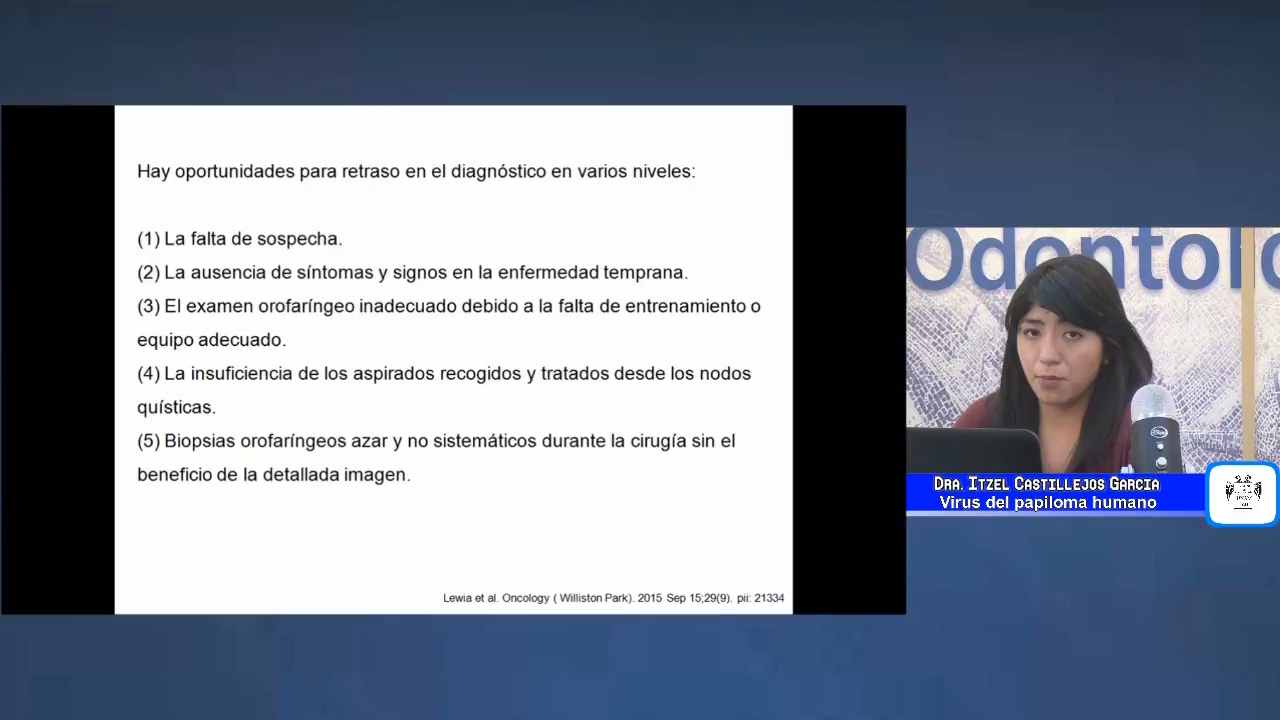 Hay oportunidades para retraso en el diagnóstico en varios niveles:
(1) La falta de sospecha.
(2) La ausencia de síntomas y signos en la enfermedad temprana.
(3) El examen orofaríngeo inadecuado debido a la falta de entrenamiento o
equipo adecuado.
(4) La insuficiencia de los aspirados recogidos y tratados desde los nodos
quísticas.
(5) Biopsias orofaríngeos azar y no sistemáticos durante la cirugía sin el
beneficio de la detallada imagen.
Lewia et al. Oncology ( Williston Park). 2015 Sep 15;29(9). pii: 21334
Odontolo
DRA. ITZEL CASTILLEJOS GARCIA
Virus del papiloma humano